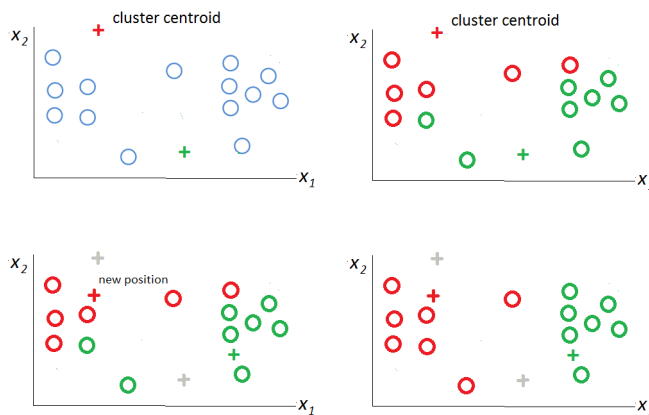 cluster centroid
x2
x1
cluster centroid
x2
x
x2
new position
x1
x2
x